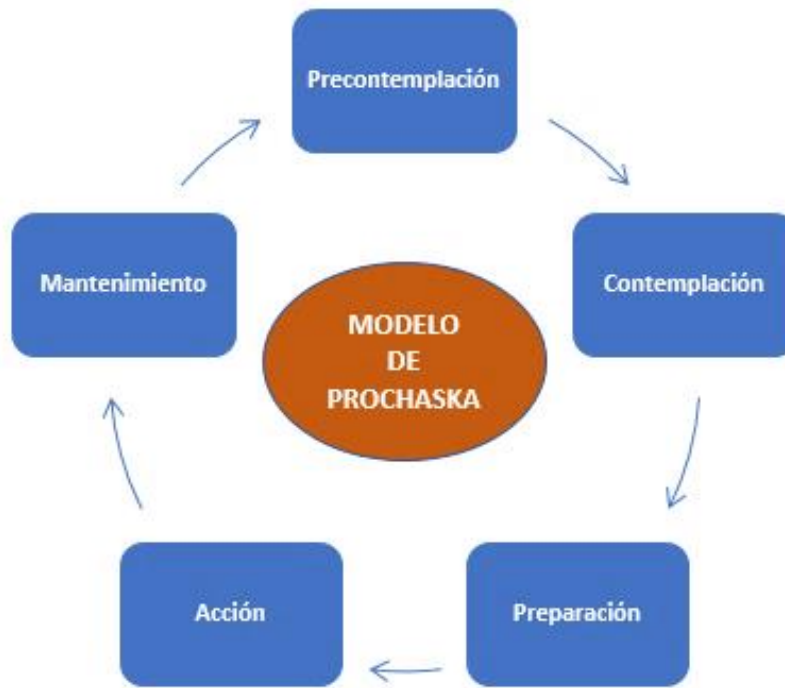 Precontemplación
Contemplación
Preparación
Acción
Mantenimiento
MODELO
DE
PROCHASKA